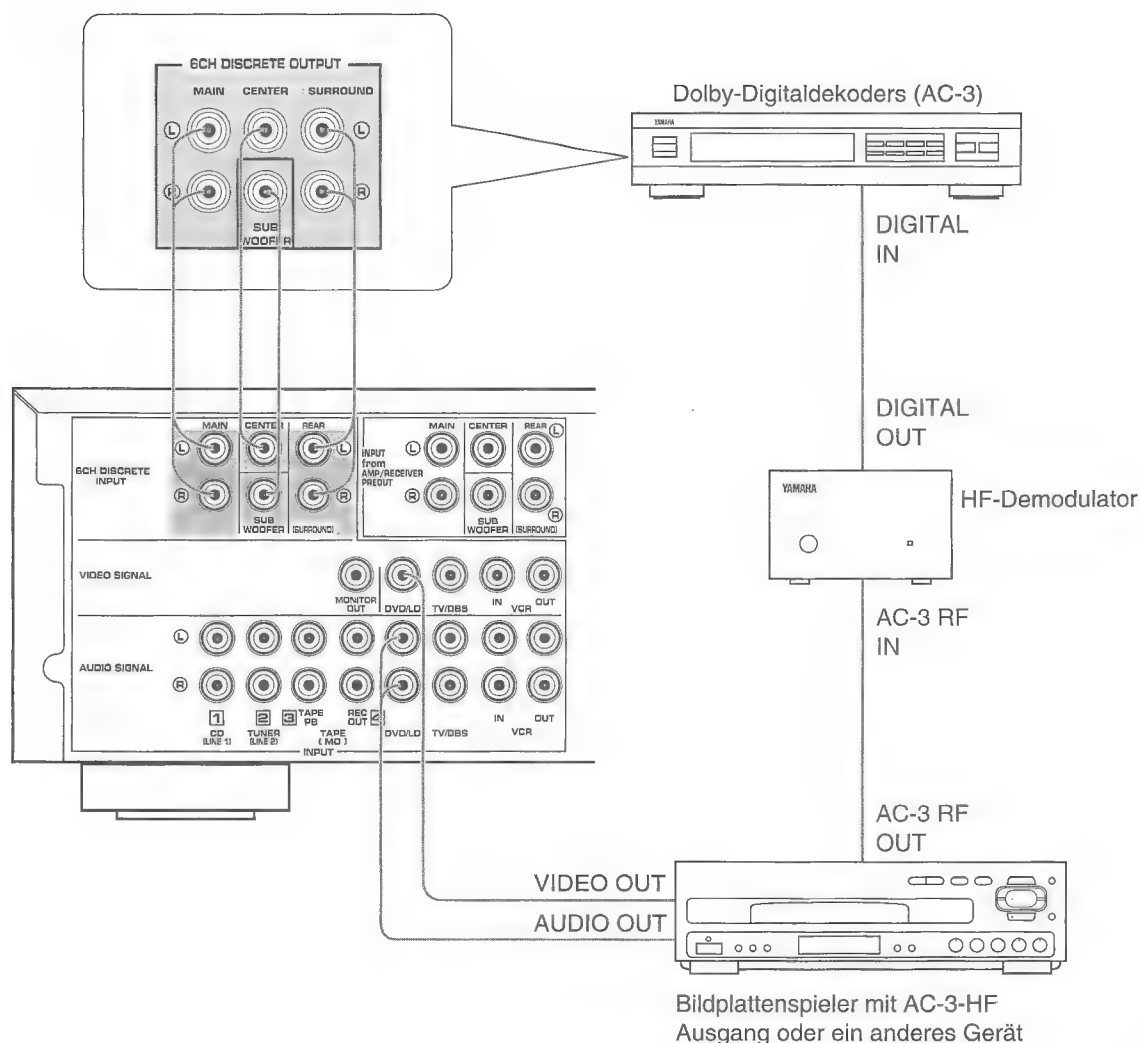 6CH DISCRETE OUTPUT
MAIN CENTER SURROUND
L L
R R
SUB
WOOFER
Dolby-Digitaldekoders (AC-3)
YAMAHA
DIGITAL
IN
DIGITAL
OUT
YAMAHA
HF-Demodulator
AC-3 RF
IN
AC-3 RF
OUT
6CH DISCRETE
INPUT
MAIN CENTER REAR
L L
R R
SUB
WOOFER (SURROUND)
INPUT
from
AMP/RECEIVER
PREOUT
MAIN CENTER REAR
L L
R R
SUB
WOOFER (SURROUND)
VIDEO SIGNAL
MONITOR
OUT DVD/LD TV/DBS IN VCR OUT
AUDIO SIGNAL
L
R
1 2 3 TAPE PB REC OUT 4 IN OUT
CD TUNER TAPE DVD/LD TV/DBS VCR
(LINE 1) (LINE 2) (MD)
INPUT
VIDEO OUT
AUDIO OUT
Bildplattenspieler mit AC-3-HF
Ausgang oder ein anderes Gerät